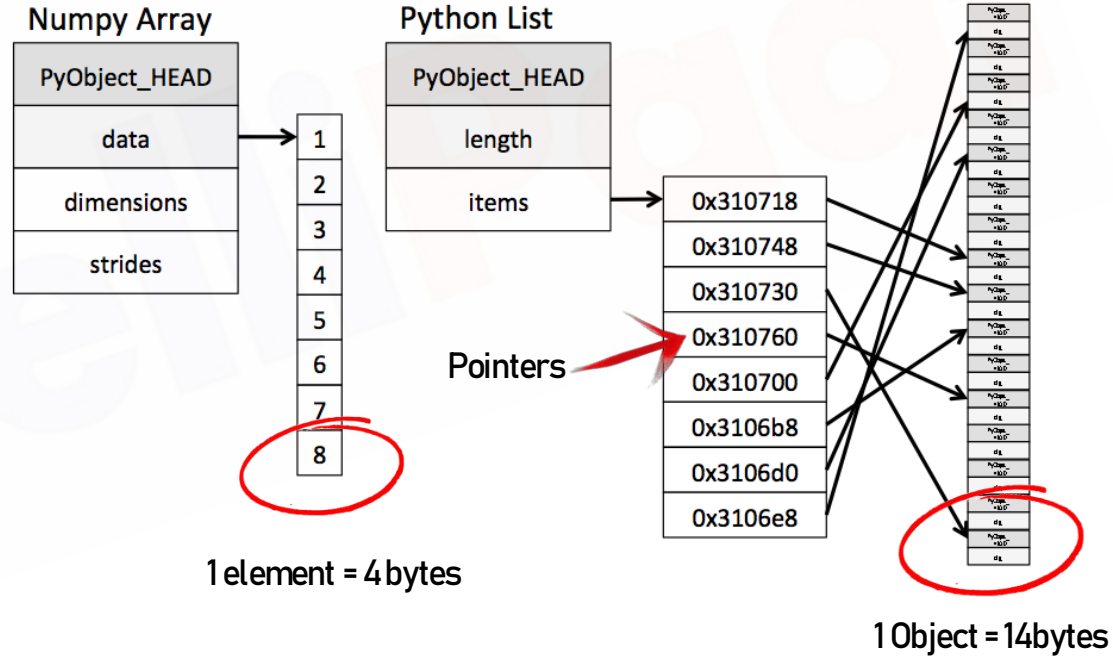 Numpy Array
PyObject_HEAD
data
dimensions
strides
1
2
3
4
5
6
7
8
1 element = 4 bytes
Python List
PyObject_HEAD
length
items
Pointers
0x310718
0x310748
0x310730
0x310760
0x310700
0x3106b8
0x3106d0
0x3106e8
1 Object = 14bytes